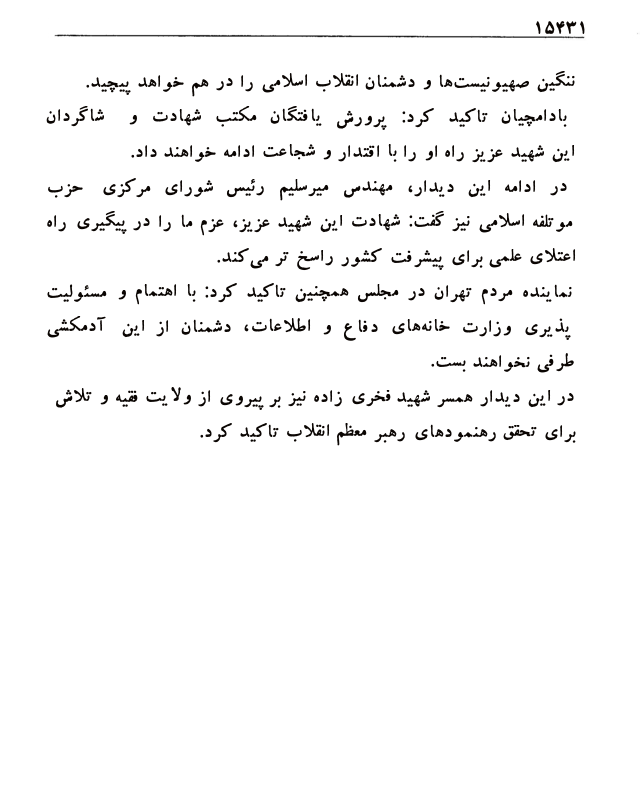 ۱۵۴۳۱
ننگین صهیونیست‌ها و دشمنان انقلاب اسلامی را در هم خواهد پیچید.
بادامچیان تاکید کرد: پرورش یافتگان مکتب شهادت و شاگردان
این شهید عزیز راه او را با اقتدار و شجاعت ادامه خواهند داد.
در ادامه این دیدار، مهندس میرسلیم رئیس شورای مرکزی حزب
موتلفه اسلامی نیز گفت: شهادت این شهید عزیز، عزم ما را در پیگیری راه
اعتلای علمی برای پیشرفت کشور راسخ تر می‌کند.
نماینده مردم تهران در مجلس همچنین تاکید کرد: با اهتمام و مسئولیت
پذیری وزارت خانه‌های دفاع و اطلاعات، دشمنان از این آدمکشی
طرفی نخواهند بست.
در این دیدار همسر شهید فخری زاده نیز بر پیروی از ولایت فقیه و تلاش
برای تحقق رهنمودهای رهبر معظم انقلاب تاکید کرد.